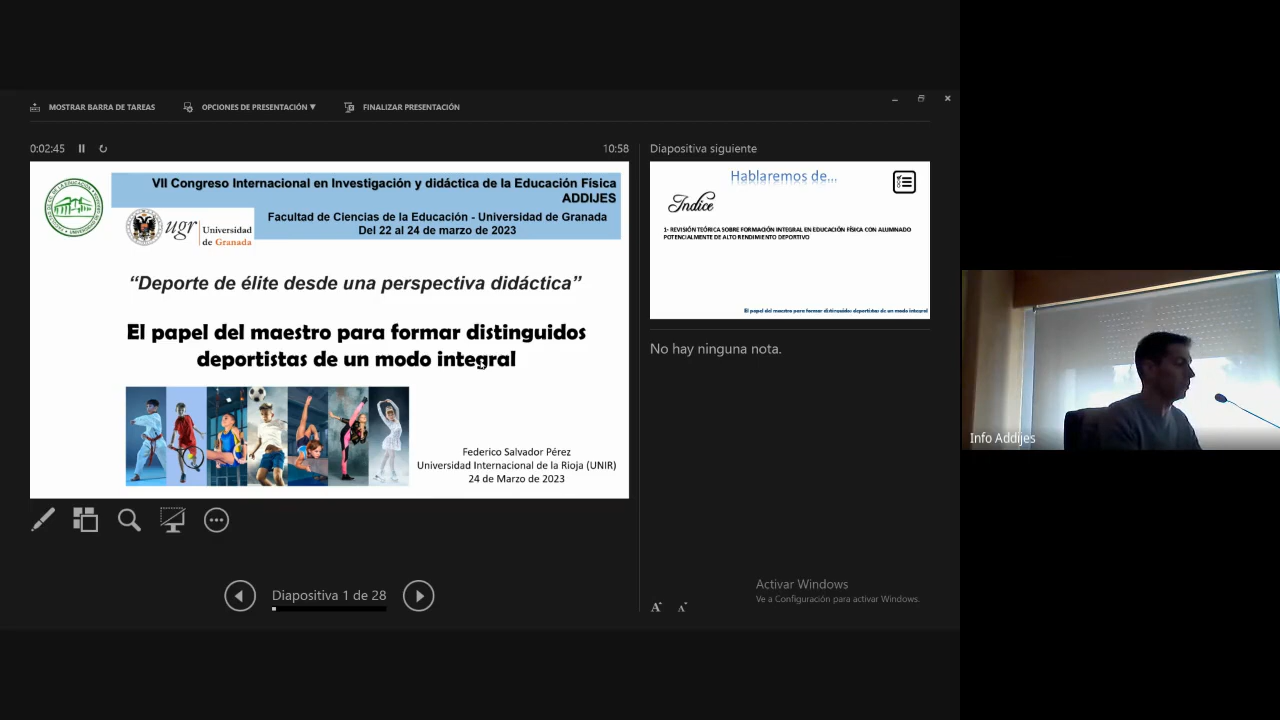 MOSTRAR BARRA DE TAREAS
OPCIONES DE PRESENTACIÓN ▼
FINALIZAR PRESENTACIÓN
0:02:45
10:58
VII Congreso Internacional en Investigación y didáctica de la Educación Física
ADDIJES
Facultad de Ciencias de la Educación - Universidad de Granada
Del 22 al 24 de marzo de 2023
ugr
Universidad
de Granada
“Deporte de élite desde una perspectiva didáctica”
El papel del maestro para formar distinguidos
deportistas de un modo integral
Federico Salvador Pérez
Universidad Internacional de la Rioja (UNIR)
24 de Marzo de 2023
Diapositiva 1 de 28
Diapositiva siguiente
Hablaremos de...
Índice
1- REVISIÓN TEÓRICA SOBRE FORMACIÓN INTEGRAL EN EDUCACIÓN FÍSICA CON ALUMNADO
POTENCIALMENTE DE ALTO RENDIMIENTO DEPORTIVO
El papel del maestro para formar distinguidos deportistas de un modo integral
No hay ninguna nota.
Activar Windows
Ve a Configuración para activar Windows.
A A
Info Addijes